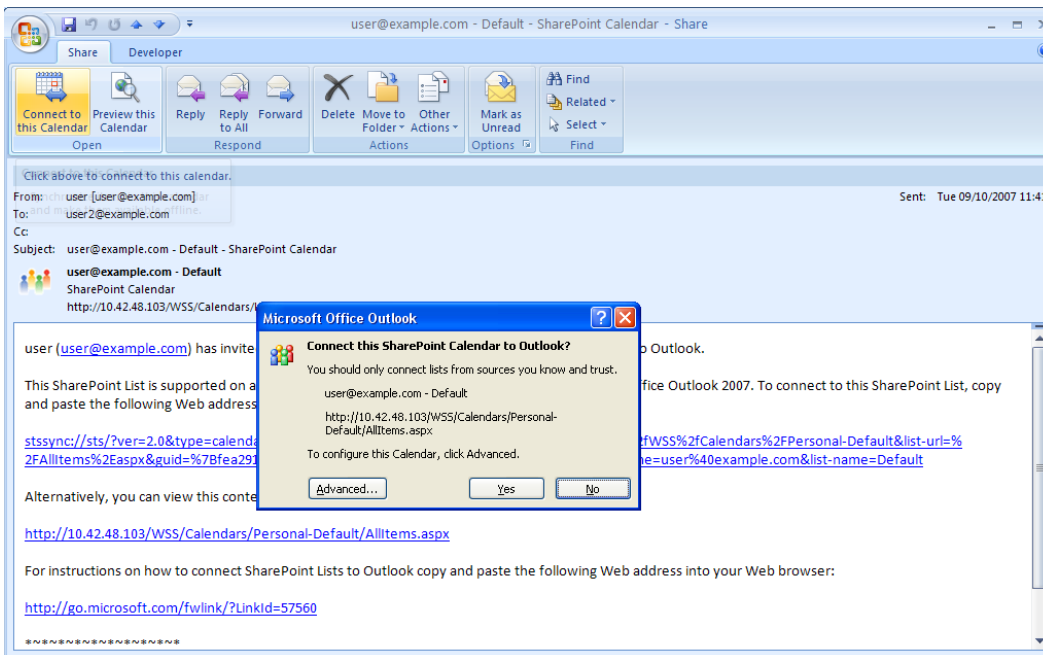 user@example.com - Default - SharePoint Calendar - Share
Share Developer
Connect to this Calendar
Preview this Calendar
Reply
Reply to All
Forward
Delete
Move to Folder
Other Actions
Mark as Unread
Find
Related
Select
Open Respond Actions Options Find
Click above to connect to this calendar.
From: user [user@example.com]
Sent: Tue 09/10/2007
To: user2@example.com
Cc:
Subject: user@example.com - Default - SharePoint Calendar
user@example.com - Default
SharePoint Calendar
http://10.42.48.103/WSS/Calendars/
Microsoft Office Outlook
Connect this SharePoint Calendar to Outlook?
You should only connect lists from sources you know and trust.
user@example.com - Default
http://10.42.48.103/WSS/Calendars/Personal-
Default/AllItems.aspx
To configure this Calendar, click Advanced.
Advanced... Yes No
user (user@example.com) has invite o Outlook.
This SharePoint List is supported on a fice Outlook 2007. To connect to this SharePoint List, copy
and paste the following Web address
stssync://sts/?ver=2.0&type=calenda fWSS%2fCalendars%2FPersonal-Default&list-url=%
2FAllItems%2Easpx&guid=%7Bfea291 e=user%40example.com&list-name=Default
Alternatively, you can view this conte
http://10.42.48.103/WSS/Calendars/Personal-Default/AllItems.aspx
For instructions on how to connect SharePoint Lists to Outlook copy and paste the following Web address into your Web browser:
http://go.microsoft.com/fwlink/?LinkId=57560
*~*~*~*~*~*~*~*~*~*